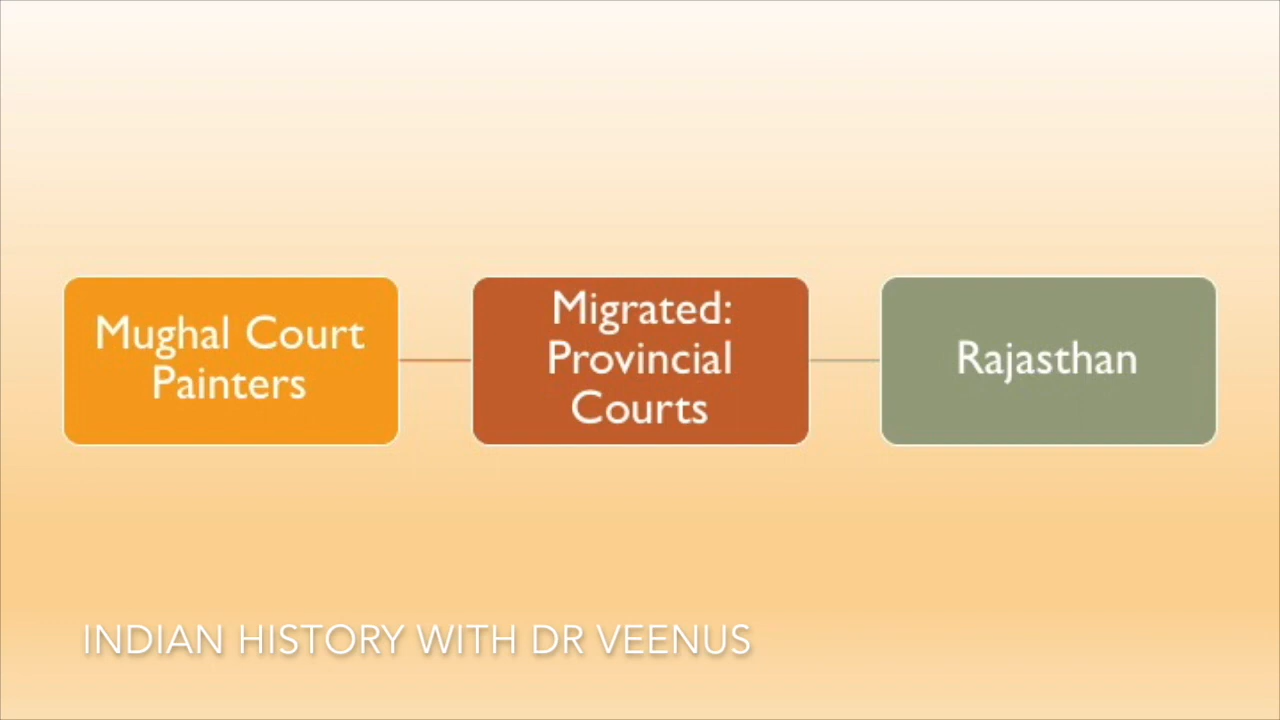 Mughal Court
Painters
Migrated:
Provincial
Courts
Rajasthan
INDIAN HISTORY WITH DR VEENUS